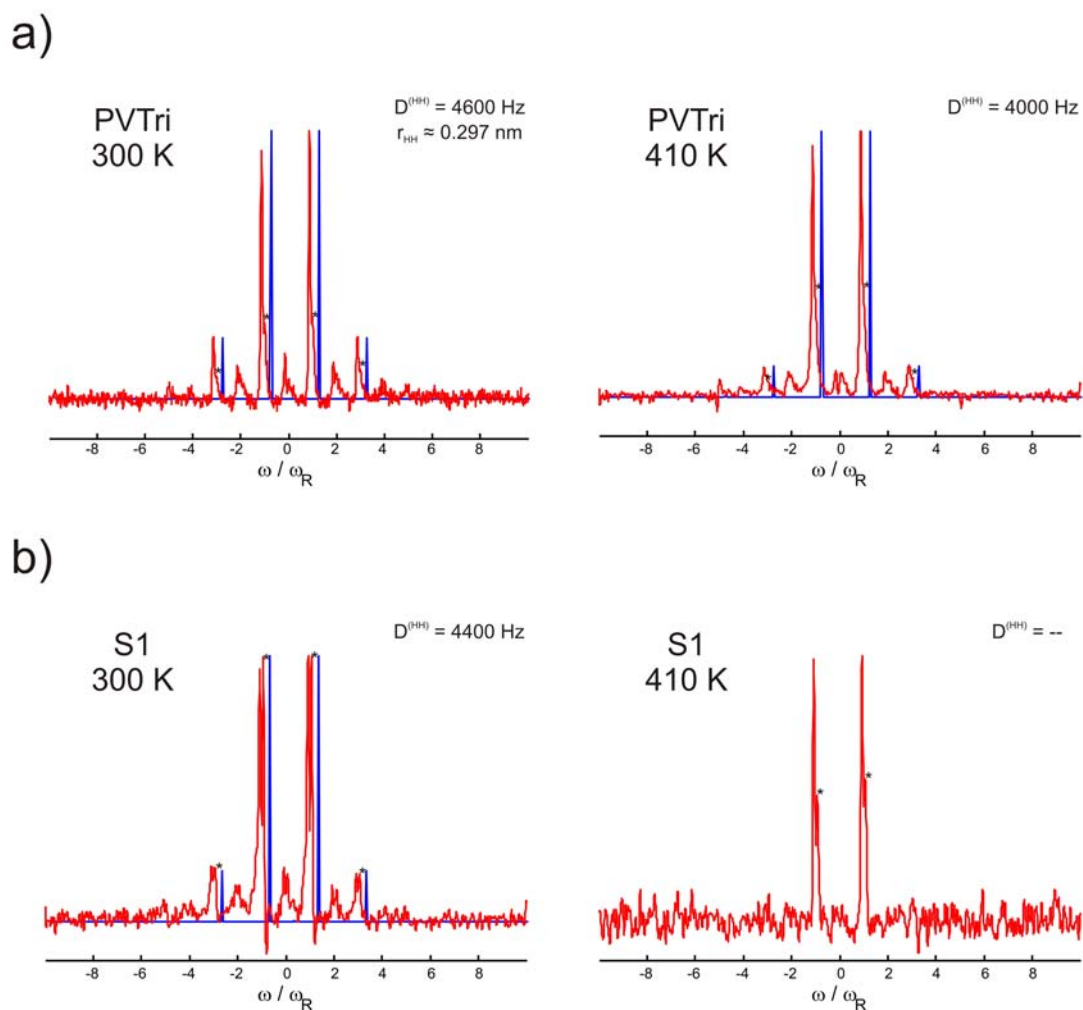 a)
PVTri
300 K
D(HH) = 4600 Hz
rHH ≈ 0.297 nm
* * * *
-8 -6 -4 -2 0 2 4 6 8
ω / ωR
PVTri
410 K
D(HH) = 4000 Hz
* * * *
-8 -6 -4 -2 0 2 4 6 8
ω / ωR
b)
S1
300 K
D(HH) = 4400 Hz
* * * *
-8 -6 -4 -2 0 2 4 6 8
ω / ωR
S1
410 K
D(HH) = --
* *
-8 -6 -4 -2 0 2 4 6 8
ω / ωR